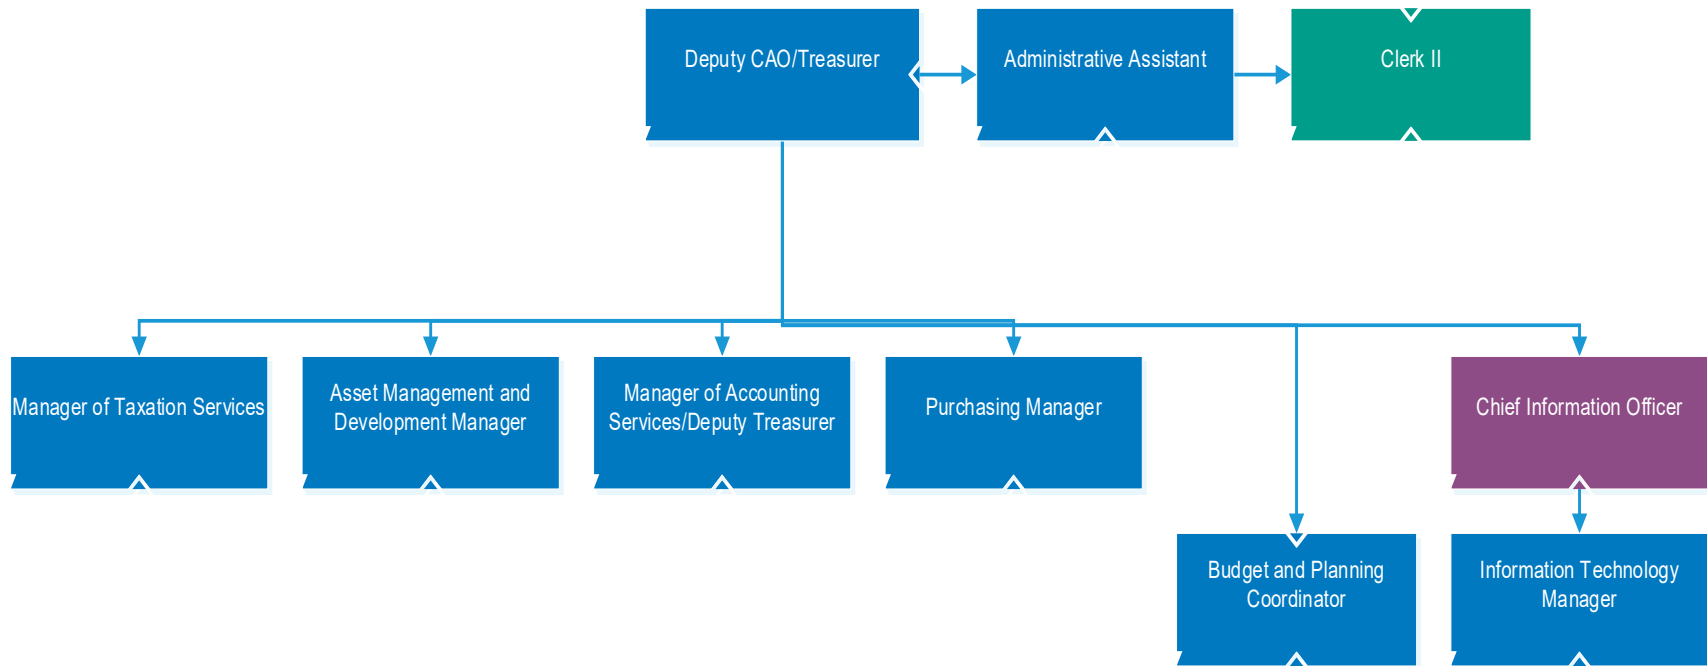 Deputy CAO/Treasurer
Administrative Assistant
Clerk II
Manager of Taxation Services
Asset Management and
Development Manager
Manager of Accounting
Services/Deputy Treasurer
Purchasing Manager
Chief Information Officer
Budget and Planning
Coordinator
Information Technology
Manager